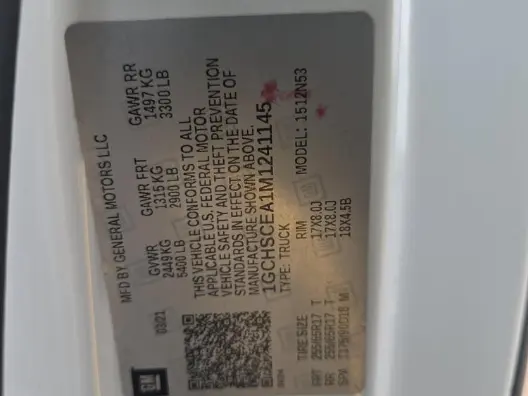 GM
MFD BY GENERAL MOTORS LLC
03/21
GVWR GAWR FRT GAWR RR
2449 KG 1315 KG 1497 KG
5400 LB 2900 LB 3300 LB
THIS VEHICLE CONFORMS TO ALL
APPLICABLE U.S. FEDERAL MOTOR
VEHICLE SAFETY AND THEFT PREVENTION
STANDARDS IN EFFECT ON THE DATE OF
MANUFACTURE SHOWN ABOVE.
1GCHSCEA1M1241145
TYPE: TRUCK MODEL: 1512N53
TIRE SIZE RIM
FRT 255/65R17 T 17X8.0J
RR 255/65R17 T 17X8.0J
SPA 18X4.5B